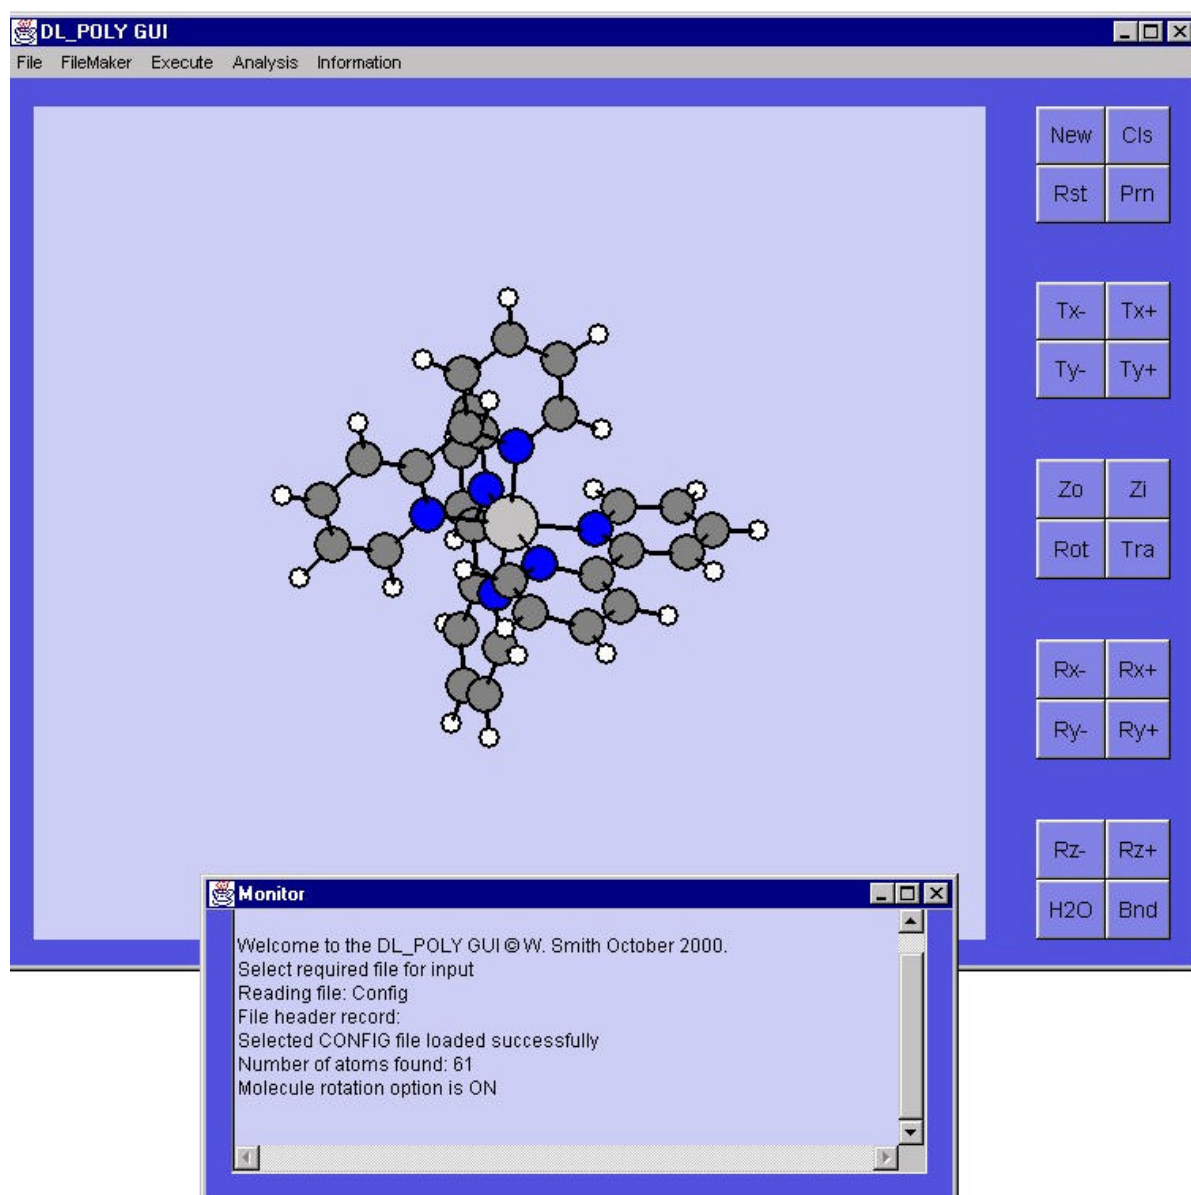 DL_POLY GUI
File FileMaker Execute Analysis Information
New Cls
Rst Prn
Tx- Tx+
Ty- Ty+
Zo Zi
Rot Tra
Rx- Rx+
Ry- Ry+
Rz- Rz+
H2O Bnd
Monitor
Welcome to the DL_POLY GUI © W. Smith October 2000.
Select required file for input
Reading file: Config
File header record:
Selected CONFIG file loaded successfully
Number of atoms found: 61
Molecule rotation option is ON